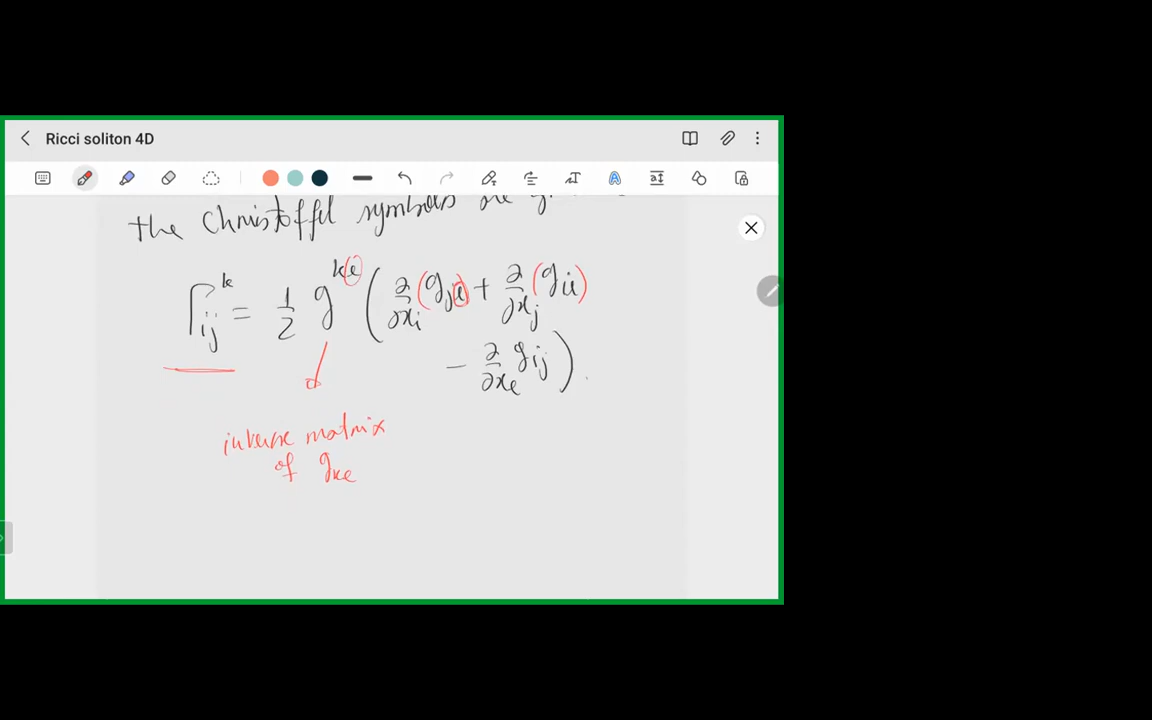 Ricci soliton 4D
the Christoffel symbols are
Γ^k_ij = 1/2 g^kl ( ∂/∂x_i (g_jl) + ∂/∂x_j (g_il)
- ∂/∂x_l g_ij ).
inverse matrix
of g_kl